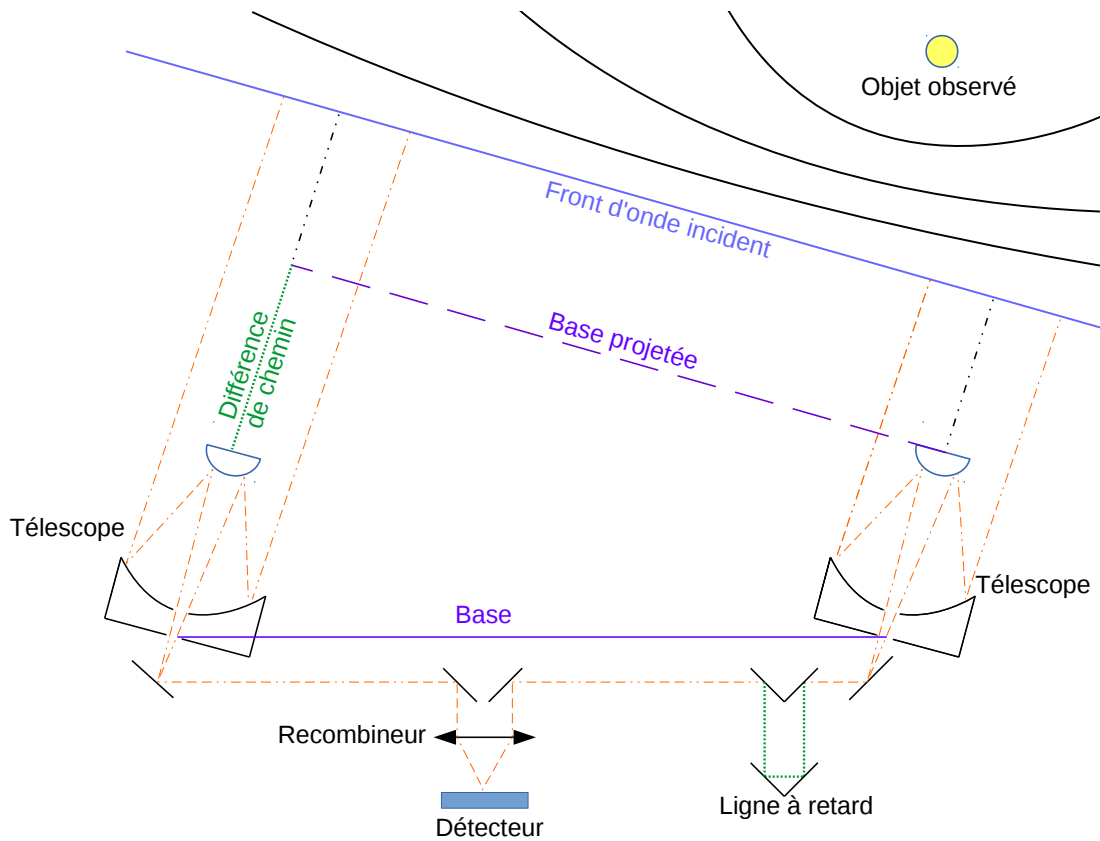 Objet observé
Front d'onde incident
Base projetée
Différence
de chemin
Télescope
Télescope
Base
Recombineur
Ligne à retard
Détecteur